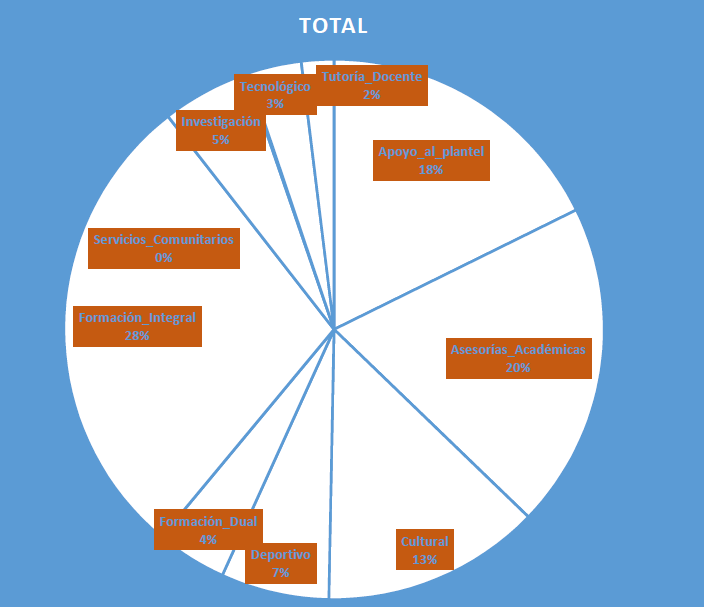 TOTAL
Tutoría_Docente
2%
Tecnológico
3%
Investigación
5%
Apoyo_al_plantel
18%
Servicios_Comunitarios
0%
Formación_Integral
28%
Asesorías_Académicas
20%
Formación_Dual
4%
Deportivo
7%
Cultural
13%